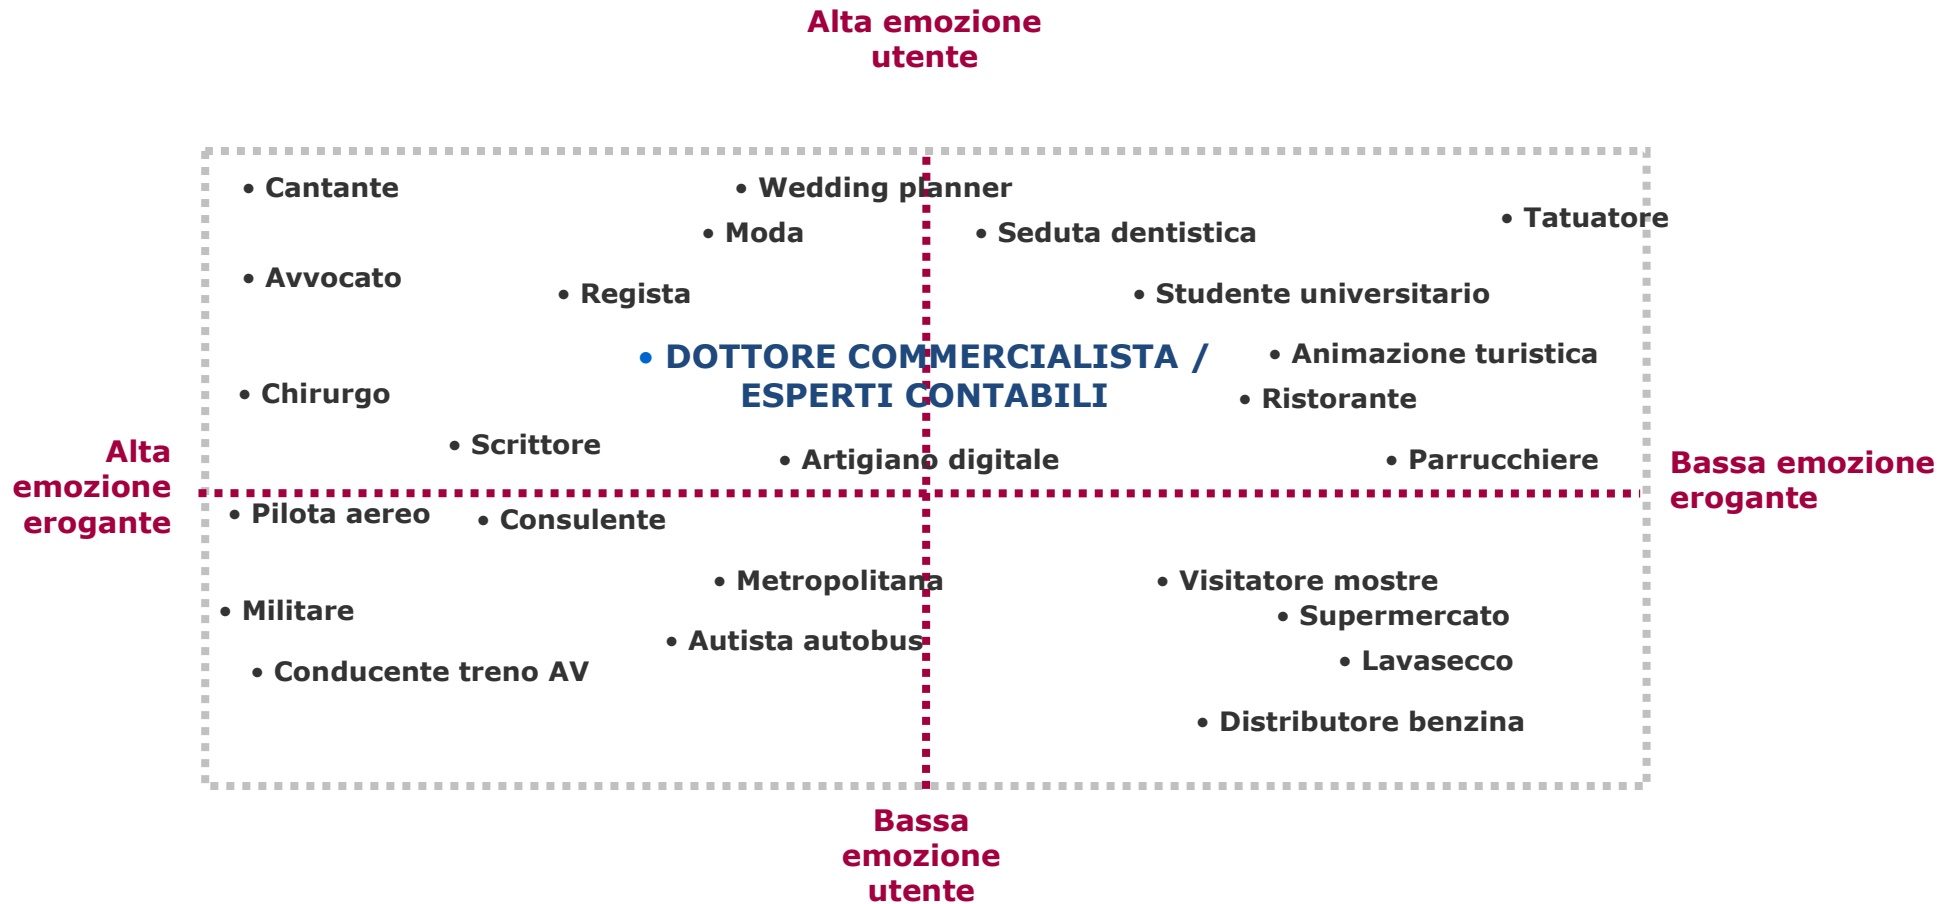 Alta emozione
utente
• Cantante
• Wedding planner
• Tatuatore
• Moda
• Seduta dentistica
• Avvocato
• Regista
• Studente universitario
• DOTTORE COMMERCIALISTA /
ESPERTI CONTABILI
• Animazione turistica
• Chirurgo
• Ristorante
• Scrittore
• Artigiano digitale
• Parrucchiere
Alta
emozione
erogante
Bassa emozione
erogante
• Pilota aereo
• Consulente
• Metropolitana
• Visitatore mostre
• Militare
• Supermercato
• Autista autobus
• Lavasecco
• Conducente treno AV
• Distributore benzina
Bassa
emozione
utente